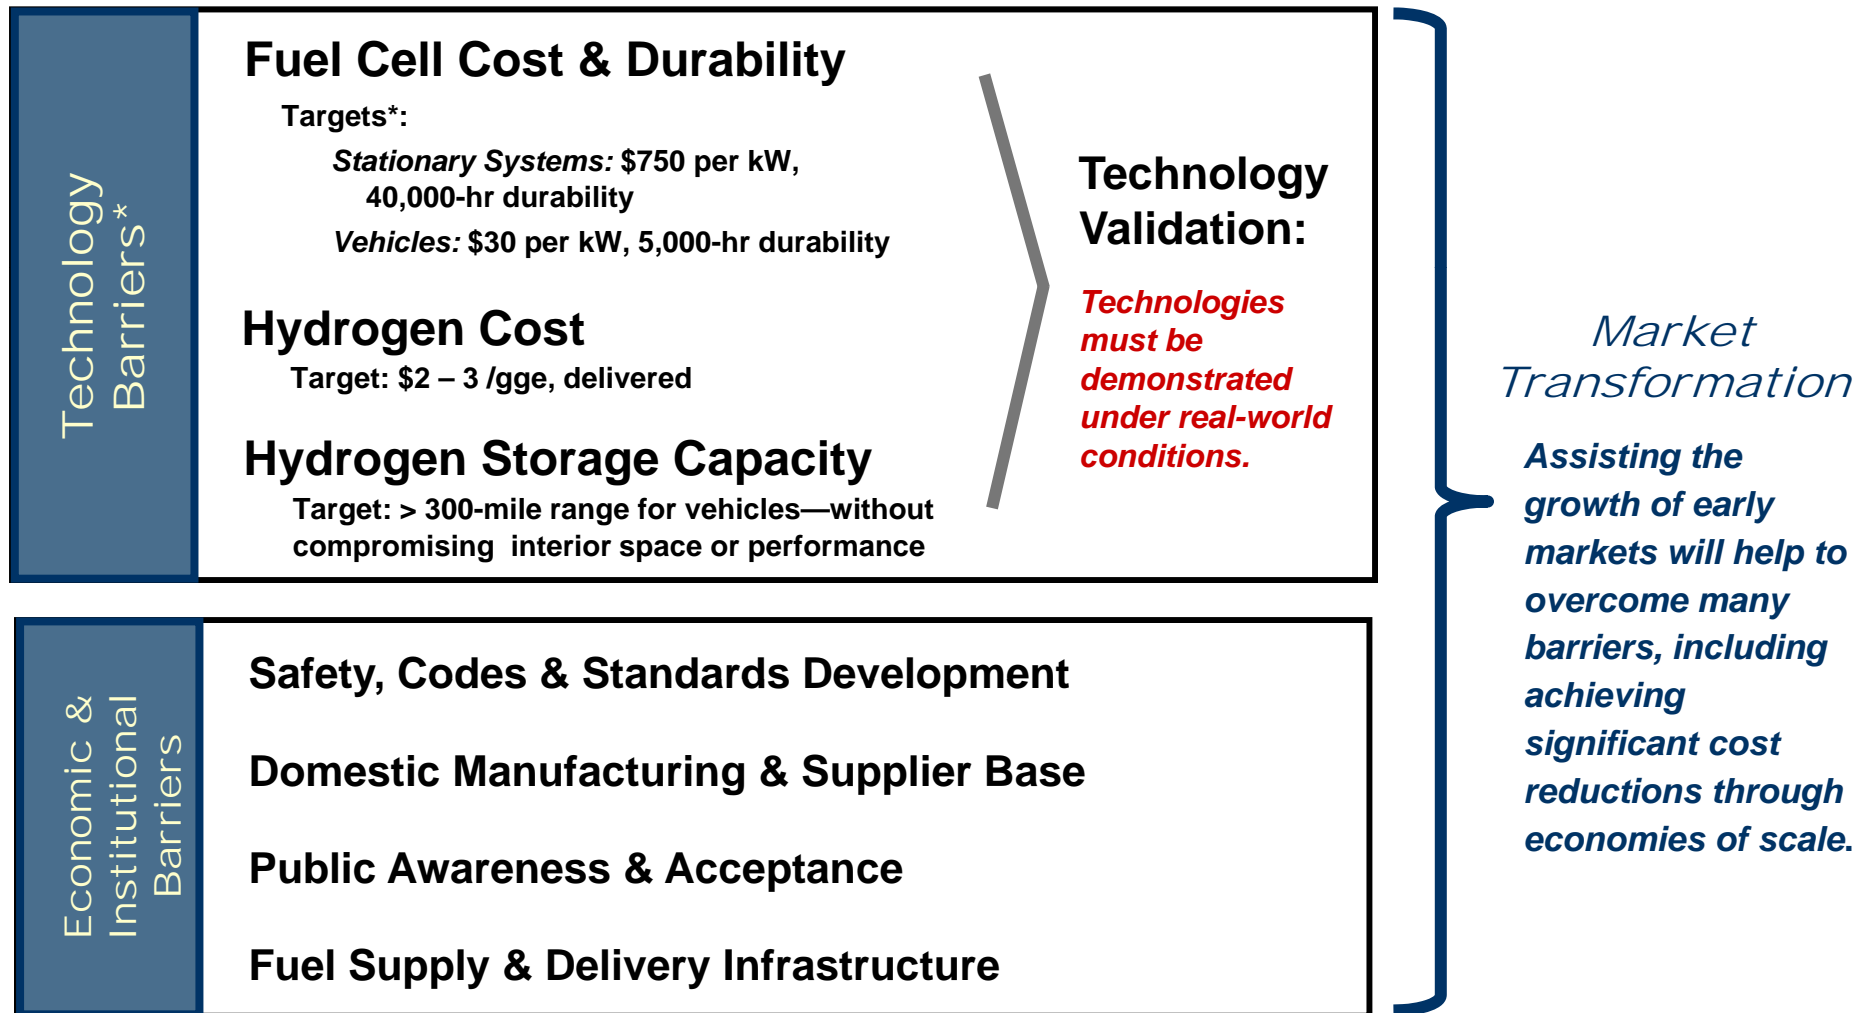 Technology
Barriers*
Fuel Cell Cost & Durability
Targets*:
Stationary Systems: $750 per kW,
40,000-hr durability
Vehicles: $30 per kW, 5,000-hr durability
Hydrogen Cost
Target: $2 – 3 /gge, delivered
Hydrogen Storage Capacity
Target: > 300-mile range for vehicles—without
compromising interior space or performance
Technology
Validation:
Technologies
must be
demonstrated
under real-world
conditions.
Economic &
Institutional
Barriers
Safety, Codes & Standards Development
Domestic Manufacturing & Supplier Base
Public Awareness & Acceptance
Fuel Supply & Delivery Infrastructure
Market
Transformation
Assisting the
growth of early
markets will help to
overcome many
barriers, including
achieving
significant cost
reductions through
economies of scale.